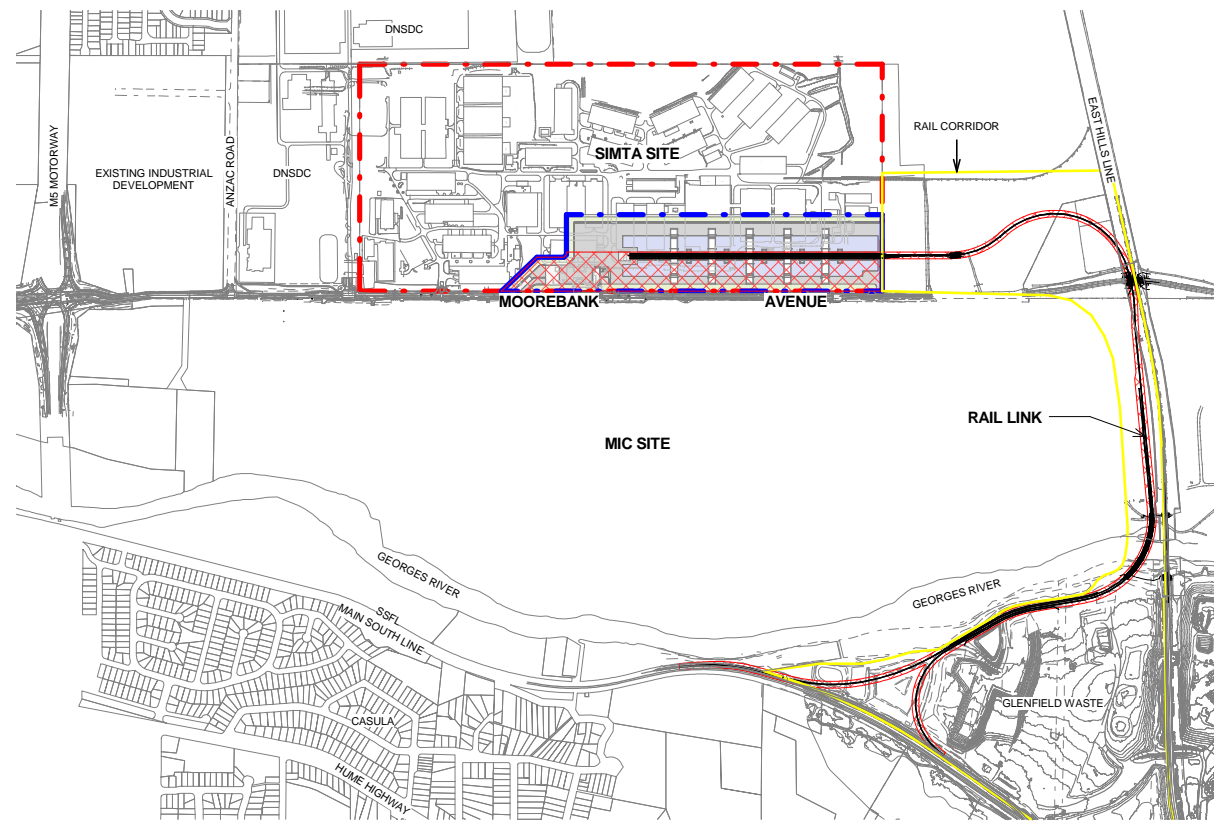 DNSDC
M5 MOTORWAY
EXISTING INDUSTRIAL
DEVELOPMENT
ANZAC ROAD
DNSDC
SIMTA SITE
RAIL CORRIDOR
EAST HILLS LINE
MOOREBANK
AVENUE
RAIL LINK
MIC SITE
GEORGES RIVER
GEORGES RIVER
SSFL
MAIN SOUTH LINE
CASULA
GLENFIELD WASTE
HUME HIGHWAY